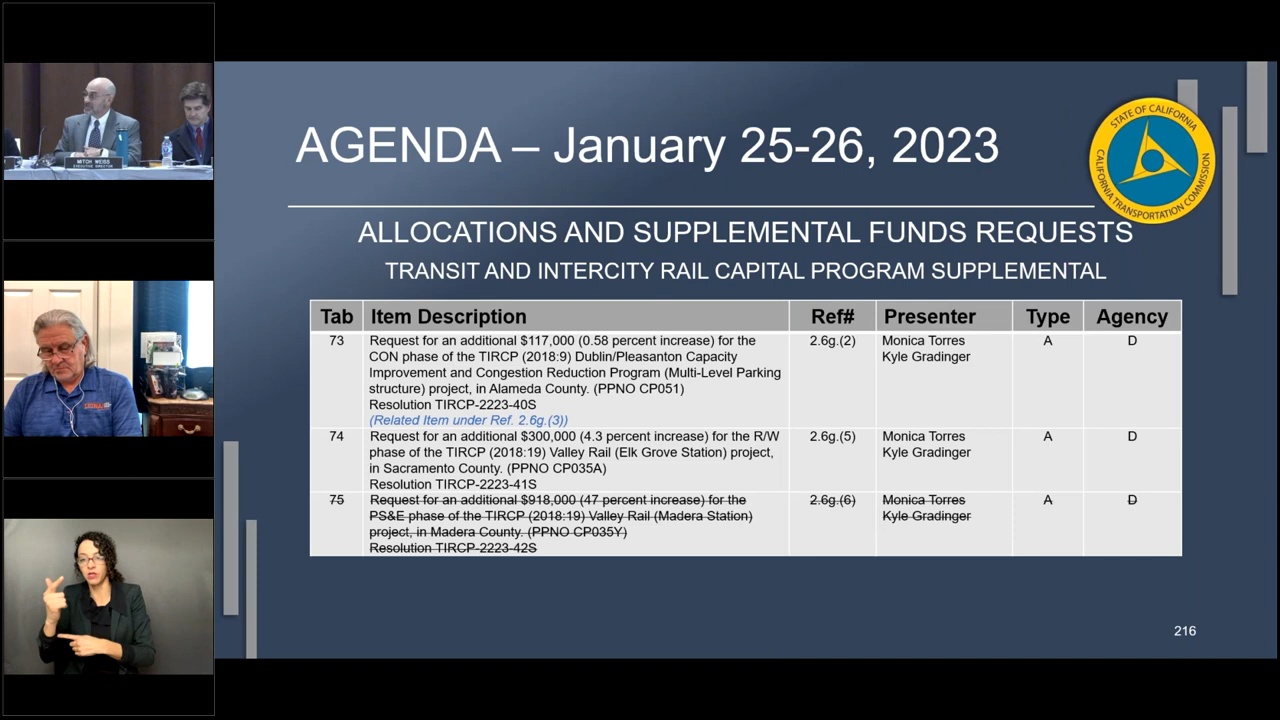 MITCH WEISS
EXECUTIVE DIRECTOR
AGENDA – January 25-26, 2023
STATE OF CALIFORNIA
CALIFORNIA TRANSPORTATION COMMISSION
ALLOCATIONS AND SUPPLEMENTAL FUNDS REQUESTS
TRANSIT AND INTERCITY RAIL CAPITAL PROGRAM SUPPLEMENTAL
Tab Item Description Ref# Presenter Type Agency
73 Request for an additional $117,000 (0.58 percent increase) for the 2.6g.(2) Monica Torres A D
CON phase of the TIRCP (2018:9) Dublin/Pleasanton Capacity Kyle Gradinger
Improvement and Congestion Reduction Program (Multi-Level Parking
structure) project, in Alameda County. (PPNO CP051)
Resolution TIRCP-2223-40S
(Related Item under Ref. 2.6g.(3))
74 Request for an additional $300,000 (4.3 percent increase) for the R/W 2.6g.(5) Monica Torres A D
phase of the TIRCP (2018:19) Valley Rail (Elk Grove Station) project, Kyle Gradinger
in Sacramento County. (PPNO CP035A)
Resolution TIRCP-2223-41S
75 Request for an additional $918,000 (47 percent increase) for the 2.6g.(6) Monica Torres A D
PS&E phase of the TIRCP (2018:19) Valley Rail (Madera Station) Kyle Gradinger
project, in Madera County. (PPNO CP035Y)
Resolution TIRCP-2223-42S
216